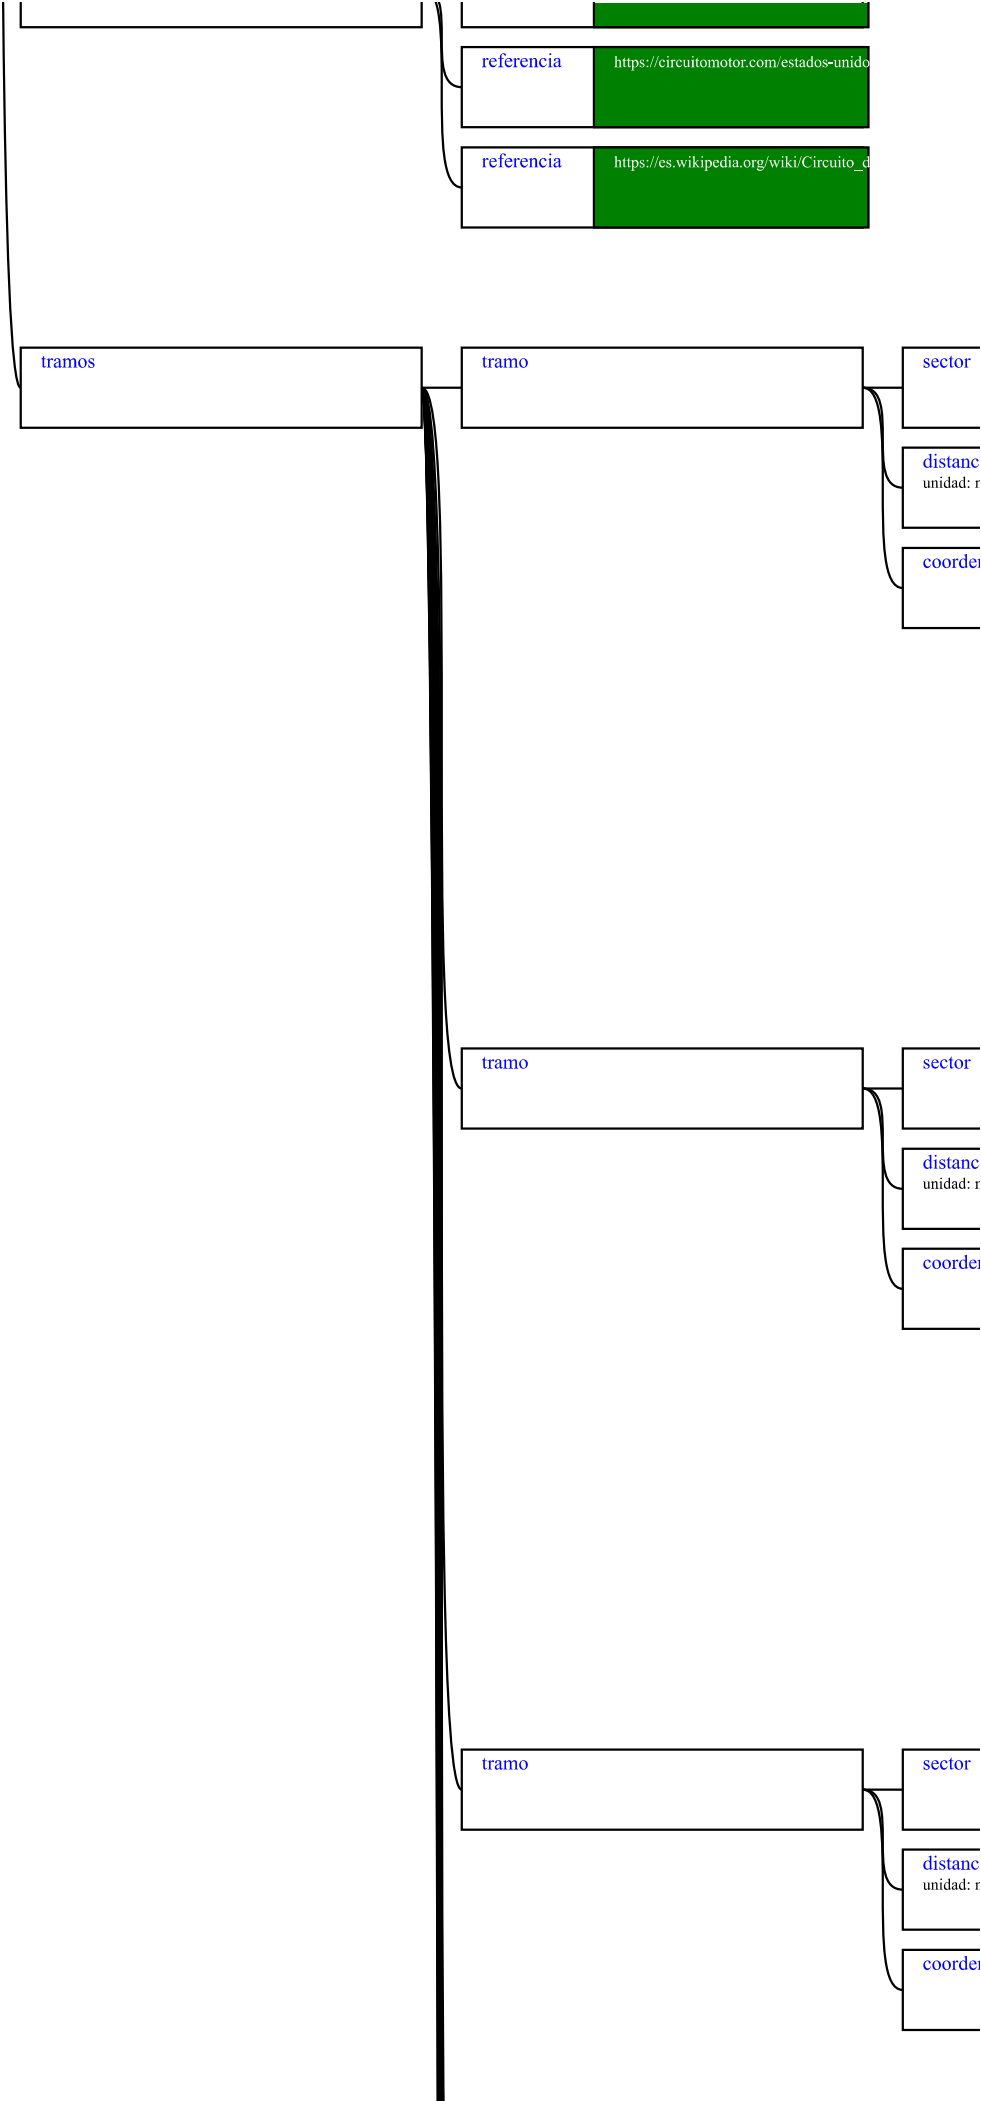 referencia
https://circuitomotor.com/estados-unido
referencia
https://es.wikipedia.org/wiki/Circuito_d
tramos
tramo
sector
distanc
unidad:
coorde
tramo
sector
distanc
unidad:
coorde
tramo
sector
distanc
unidad:
coorde